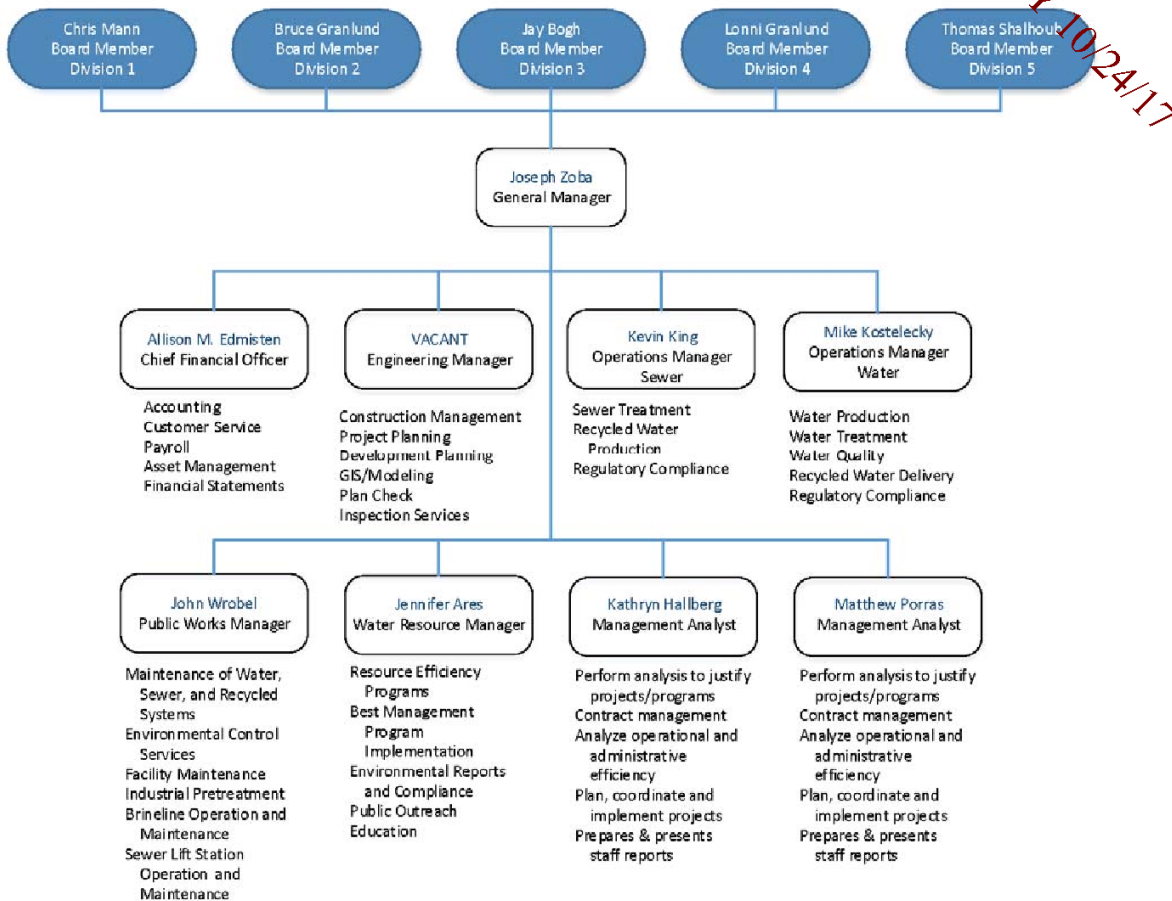 Chris Mann
Board Member
Division 1
Bruce Granlund
Board Member
Division 2
Jay Bogh
Board Member
Division 3
Lonni Granlund
Board Member
Division 4
Thomas Shalhoub
Board Member
Division 5
10/24/17
Joseph Zoba
General Manager
Allison M. Edmisten
Chief Financial Officer
Accounting
Customer Service
Payroll
Asset Management
Financial Statements
VACANT
Engineering Manager
Construction Management
Project Planning
Development Planning
GIS/Modeling
Plan Check
Inspection Services
Kevin King
Operations Manager
Sewer
Sewer Treatment
Recycled Water
Production
Regulatory Compliance
Mike Kostelecky
Operations Manager
Water
Water Production
Water Treatment
Water Quality
Recycled Water Delivery
Regulatory Compliance
John Wrobel
Public Works Manager
Maintenance of Water,
Sewer, and Recycled
Systems
Environmental Control
Services
Facility Maintenance
Industrial Pretreatment
Brineline Operation and
Maintenance
Sewer Lift Station
Operation and
Maintenance
Jennifer Ares
Water Resource Manager
Resource Efficiency
Programs
Best Management
Program
Implementation
Environmental Reports
and Compliance
Public Outreach
Education
Kathryn Hallberg
Management Analyst
Perform analysis to justify
projects/programs
Contract management
Analyze operational and
administrative
efficiency
Plan, coordinate and
implement projects
Prepares & presents
staff reports
Matthew Porras
Management Analyst
Perform analysis to justify
projects/programs
Contract management
Analyze operational and
administrative
efficiency
Plan, coordinate and
implement projects
Prepares & presents
staff reports